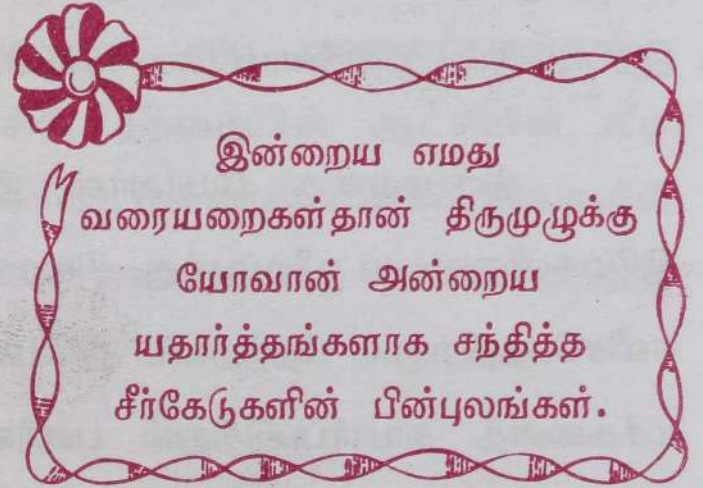 இன்றைய எமது
வரையறைகள்தான் திருமுழுக்கு
யோவான் அன்றைய
யதார்த்தங்களாக சந்தித்த
சீர்கேடுகளின் பின்புலங்கள்.